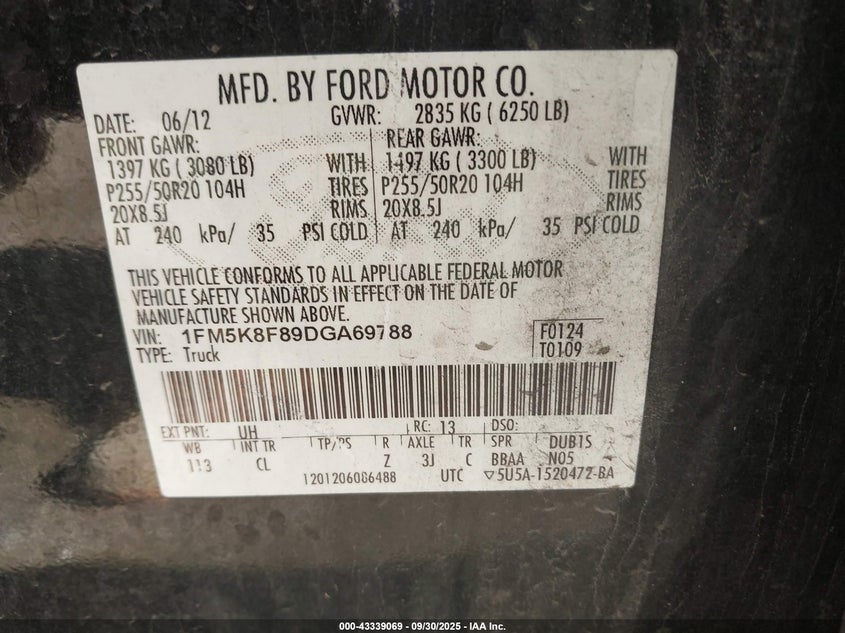 MFD. BY FORD MOTOR CO.
DATE: 06/12 GVWR: 2835 KG ( 6250 LB)
FRONT GAWR: REAR GAWR:
1397 KG ( 3080 LB) WITH 1497 KG ( 3300 LB) WITH
P255/50R20 104H TIRES P255/50R20 104H TIRES
20X8.5J RIMS 20X8.5J RIMS
AT 240 kPa/ 35 PSI COLD AT 240 kPa/ 35 PSI COLD
THIS VEHICLE CONFORMS TO ALL APPLICABLE FEDERAL MOTOR
VEHICLE SAFETY STANDARDS IN EFFECT ON THE DATE OF
MANUFACTURE SHOWN ABOVE.
VIN: 1FM5K8F89DGA69788 F0124
TYPE: Truck T0109
EXT PNT: UH RC: 13 DSO:
WB INT TR TP/PS R AXLE TR SPR DUB1S
113 CL Z 3J C BBAA N05
1201206086488 UTC ▽5U5A-1520472-BA
000-43339069 - 09/30/2025 - IAA Inc.